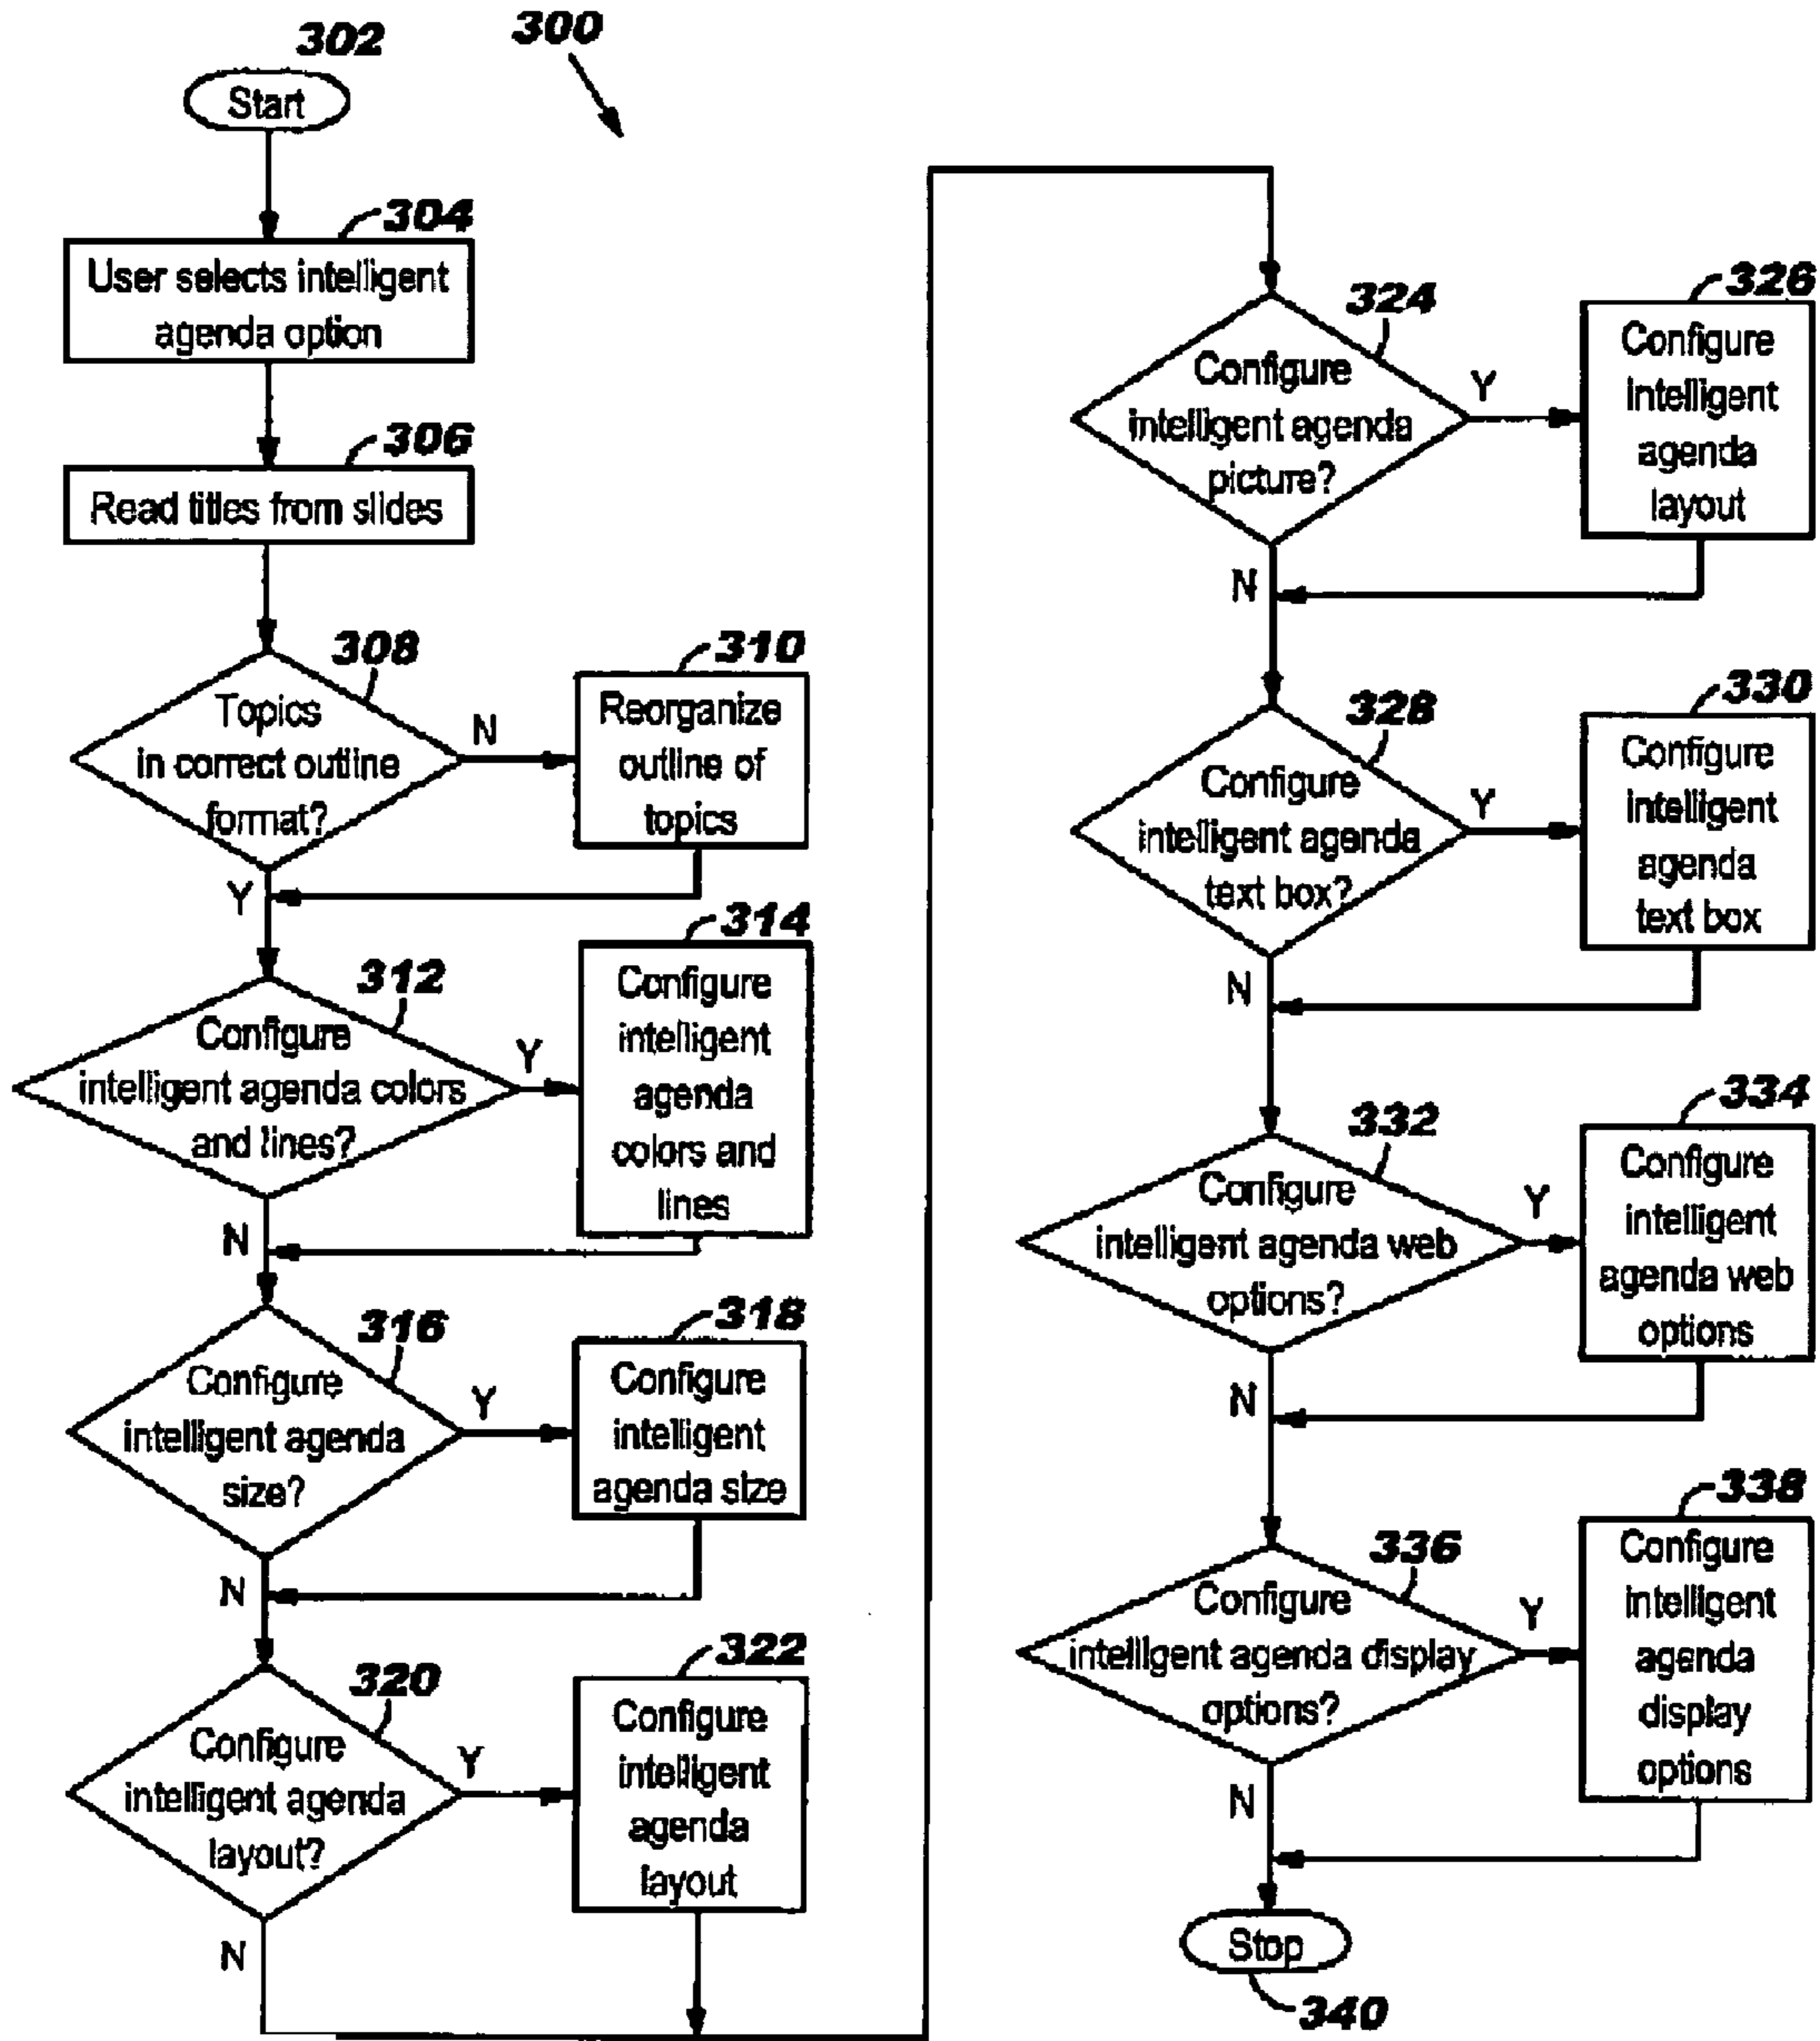 302
300
Start
304
User selects intelligent
agenda option
306
Read titles from slides
308
Topics
in correct outline
format?
N
Y
310
Reorganize
outline of
topics
312
Configure
intelligent agenda colors
and lines?
Y
N
314
Configure
intelligent
agenda
colors and
lines
316
Configure
intelligent agenda
size?
Y
N
318
Configure
intelligent
agenda size
320
Configure
intelligent agenda
layout?
Y
N
322
Configure
intelligent
agenda
layout
324
Configure
intelligent agenda
picture?
Y
N
326
Configure
intelligent
agenda
layout
328
Configure
intelligent agenda
text box?
Y
N
330
Configure
intelligent
agenda
text box
332
Configure
intelligent agenda web
options?
Y
N
334
Configure
intelligent
agenda web
options
336
Configure
intelligent agenda display
options?
Y
N
338
Configure
intelligent
agenda
display
options
Stop
340